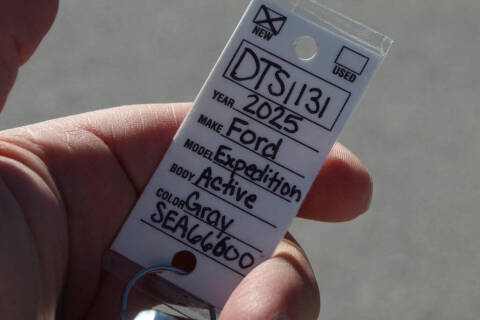 NEW USED
DTS1131
YEAR 2025
MAKE Ford
MODEL Expedition
BODY Active
COLOR Gray
SEA66600